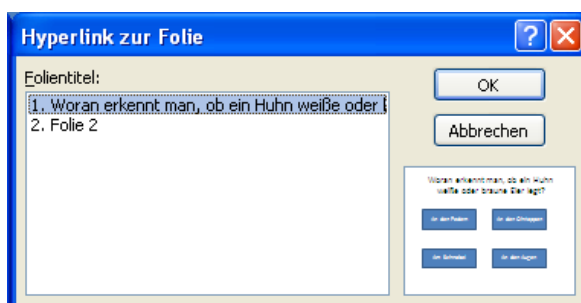 Hyperlink zur Folie
Folientitel:
OK
1. Woran erkennt man, ob ein Huhn weiße oder
2. Folie 2
Abbrechen
Woran erkennt man, ob ein Huhn
weiße oder braune Eier legt?
An den Federn
An den Ohrlappen
Am Schnabel
An den Augen